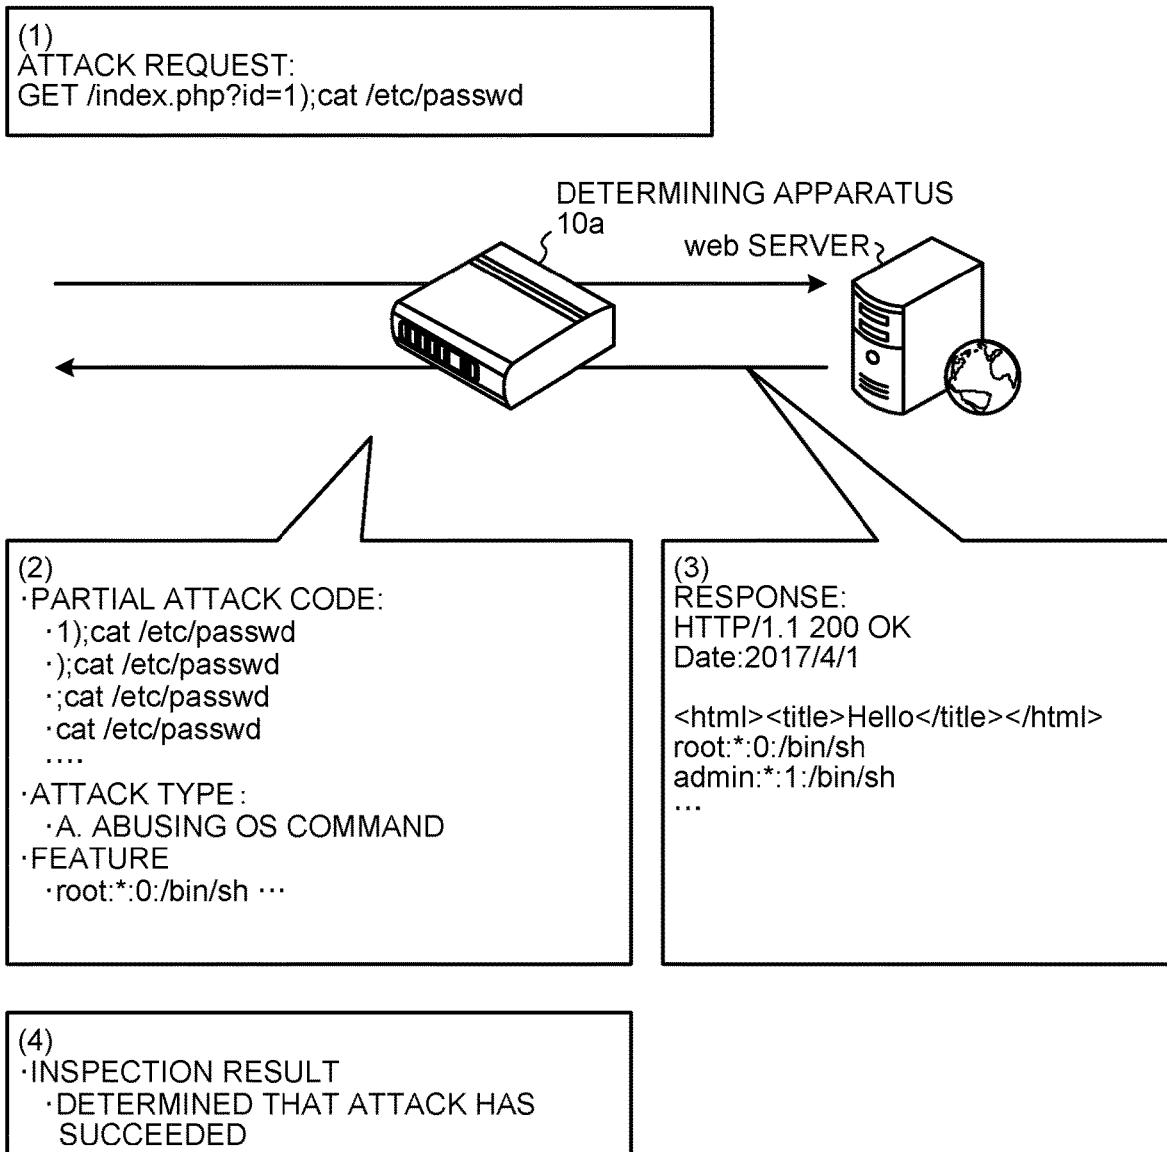 (1)
ATTACK REQUEST:
GET /index.php?id=1);cat /etc/passwd
DETERMINING APPARATUS
10a
web SERVER
(2)
·PARTIAL ATTACK CODE:
·1);cat /etc/passwd
·);cat /etc/passwd
·;cat /etc/passwd
·cat /etc/passwd
····
·ATTACK TYPE:
·A. ABUSING OS COMMAND
·FEATURE
·root:*:0:/bin/sh ···
(3)
RESPONSE:
HTTP/1.1 200 OK
Date:2017/4/1
<html><title>Hello</title></html>
root:*:0:/bin/sh
admin:*:1:/bin/sh
···
(4)
·INSPECTION RESULT
·DETERMINED THAT ATTACK HAS
SUCCEEDED